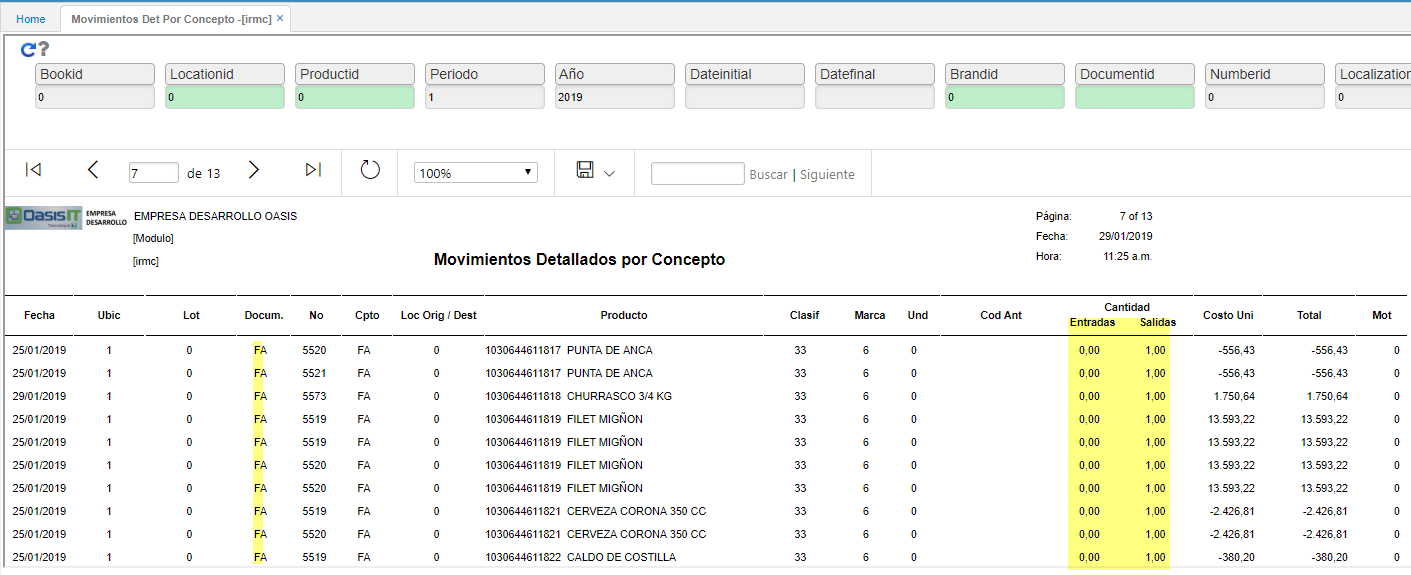 Home Movimientos Det Por Concepto -[irmc] ×
?
Bookid Locationid Productid Periodo Año Dateinitial Datefinal Brandid Documentid Numberid Localization
0 0 0 1 2019 0 0 0
7 de 13 100% Buscar | Siguiente
OasisIT Tecnología EMPRESA DESARROLLO EMPRESA DESARROLLO OASIS Página: 7 of 13
[Modulo] Fecha: 29/01/2019
[irmc] Movimientos Detallados por Concepto Hora: 11:25 a.m.
Cantidad
Fecha Ubic Lot Docum. No Cpto Loc Orig / Dest Producto Clasif Marca Und Cod Ant Entradas Salidas Costo Uni Total Mot
25/01/2019 1 0 FA 5520 FA 0 1030644611817 PUNTA DE ANCA 33 6 0 0,00 1,00 -556,43 -556,43 0
25/01/2019 1 0 FA 5521 FA 0 1030644611817 PUNTA DE ANCA 33 6 0 0,00 1,00 -556,43 -556,43 0
29/01/2019 1 0 FA 5573 FA 0 1030644611818 CHURRASCO 3/4 KG 33 6 0 0,00 1,00 1.750,64 1.750,64 0
25/01/2019 1 0 FA 5519 FA 0 1030644611819 FILET MIGÑON 33 6 0 0,00 1,00 13.593,22 13.593,22 0
25/01/2019 1 0 FA 5519 FA 0 1030644611819 FILET MIGÑON 33 6 0 0,00 1,00 13.593,22 13.593,22 0
25/01/2019 1 0 FA 5520 FA 0 1030644611819 FILET MIGÑON 33 6 0 0,00 1,00 13.593,22 13.593,22 0
25/01/2019 1 0 FA 5520 FA 0 1030644611819 FILET MIGÑON 33 6 0 0,00 1,00 13.593,22 13.593,22 0
25/01/2019 1 0 FA 5519 FA 0 1030644611821 CERVEZA CORONA 350 CC 33 6 0 0,00 1,00 -2.426,81 -2.426,81 0
25/01/2019 1 0 FA 5520 FA 0 1030644611821 CERVEZA CORONA 350 CC 33 6 0 0,00 1,00 -2.426,81 -2.426,81 0
25/01/2019 1 0 FA 5519 FA 0 1030644611822 CALDO DE COSTILLA 33 6 0 0,00 1,00 -380,20 -380,20 0